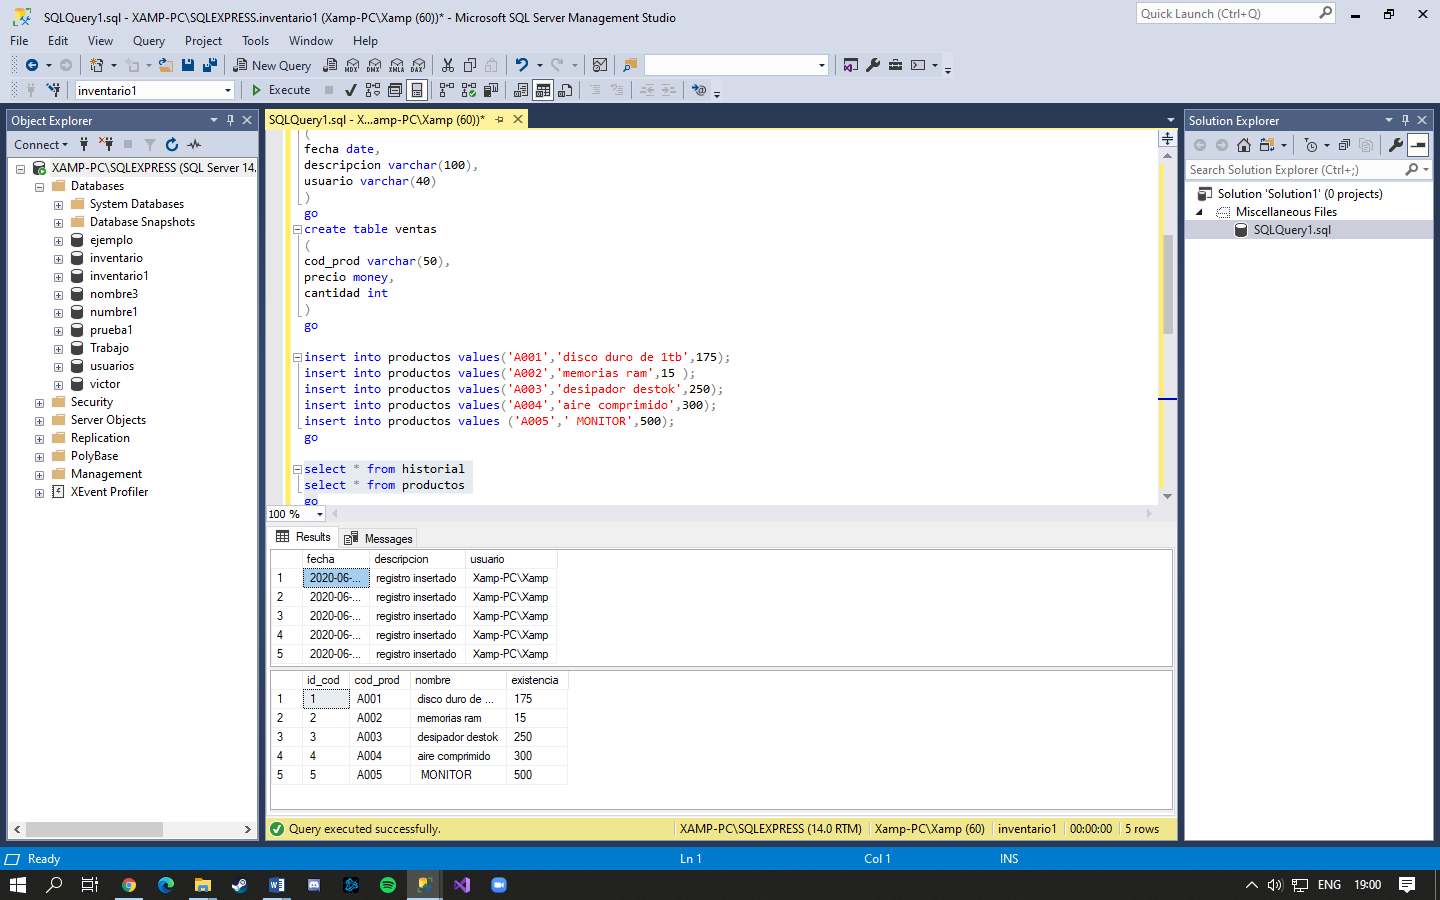 SQLQuery1.sql - XAMP-PC\SQLEXPRESS.inventario1 (Xamp-PC\Xamp (60))* - Microsoft SQL Server Management Studio
Quick Launch (Ctrl+Q)
File Edit View Query Project Tools Window Help
New Query
MDX DMX XMLA DAX
inventario1
Execute
Object Explorer
Connect
XAMP-PC\SQLEXPRESS (SQL Server 14.
Databases
System Databases
Database Snapshots
ejemplo
inventario
inventario1
nombre3
numbre1
prueba1
Trabajo
usuarios
victor
Security
Server Objects
Replication
PolyBase
Management
XEvent Profiler
SQLQuery1.sql - X...amp-PC\Xamp (60))*
(
fecha date,
descripcion varchar(100),
usuario varchar(40)
)
go
create table ventas
(
cod_prod varchar(50),
precio money,
cantidad int
)
go
insert into productos values('A001','disco duro de 1tb',175);
insert into productos values('A002','memorias ram',15 );
insert into productos values('A003','desipador destok',250);
insert into productos values('A004','aire comprimido',300);
insert into productos values ('A005',' MONITOR',500);
go
select * from historial
select * from productos
go
100 %
Results Messages
fecha descripcion usuario
1 2020-06-... registro insertado Xamp-PC\Xamp
2 2020-06-... registro insertado Xamp-PC\Xamp
3 2020-06-... registro insertado Xamp-PC\Xamp
4 2020-06-... registro insertado Xamp-PC\Xamp
5 2020-06-... registro insertado Xamp-PC\Xamp
id_cod cod_prod nombre existencia
1 1 A001 disco duro de ... 175
2 2 A002 memorias ram 15
3 3 A003 desipador destok 250
4 4 A004 aire comprimido 300
5 5 A005 MONITOR 500
Query executed successfully. XAMP-PC\SQLEXPRESS (14.0 RTM) Xamp-PC\Xamp (60) inventario1 00:00:00 5 rows
Solution Explorer
Search Solution Explorer (Ctrl+;)
Solution 'Solution1' (0 projects)
Miscellaneous Files
SQLQuery1.sql
Ready Ln 1 Col 1 INS
ENG 19:00